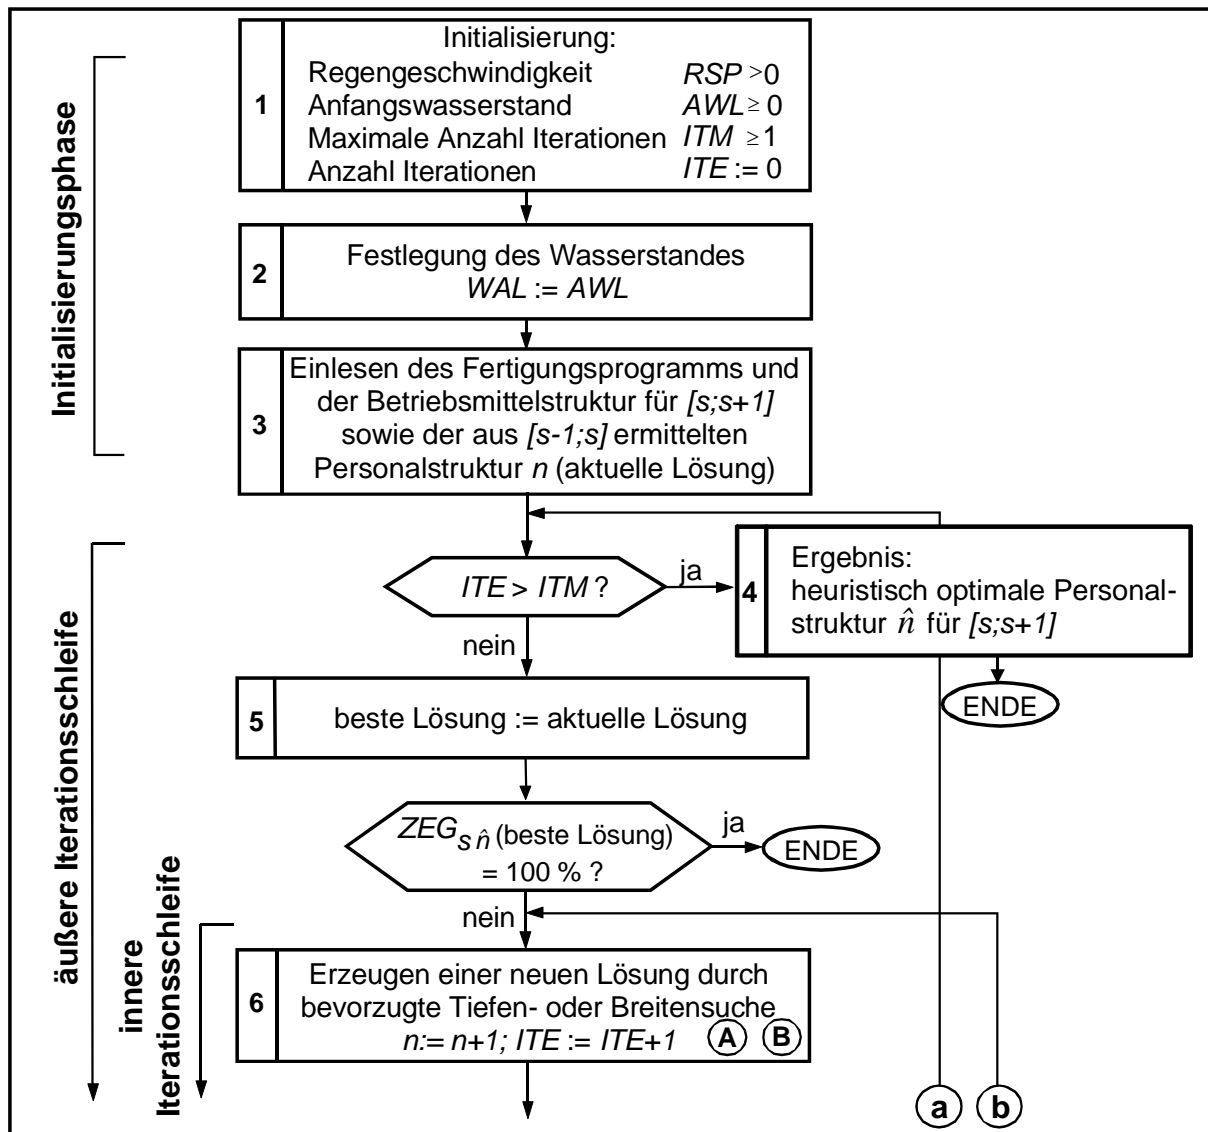 Initialisierungsphase
1
Initialisierung:
Regengeschwindigkeit RSP >0
Anfangswasserstand AWL ≥ 0
Maximale Anzahl Iterationen ITM ≥1
Anzahl Iterationen ITE := 0
2
Festlegung des Wasserstandes
WAL := AWL
3
Einlesen des Fertigungsprogramms und
der Betriebsmittelstruktur für [s;s+1]
sowie der aus [s-1;s] ermittelten
Personalstruktur n (aktuelle Lösung)
äußere Iterationsschleife
ITE > ITM ?
ja
nein
4
Ergebnis:
heuristisch optimale Personal-
struktur n̂ für [s;s+1]
ENDE
5
beste Lösung := aktuelle Lösung
ZEG s n̂ (beste Lösung)
= 100 % ?
ja
ENDE
nein
innere
Iterationsschleife
6
Erzeugen einer neuen Lösung durch
bevorzugte Tiefen- oder Breitensuche
n:= n+1; ITE := ITE+1 A B
a b